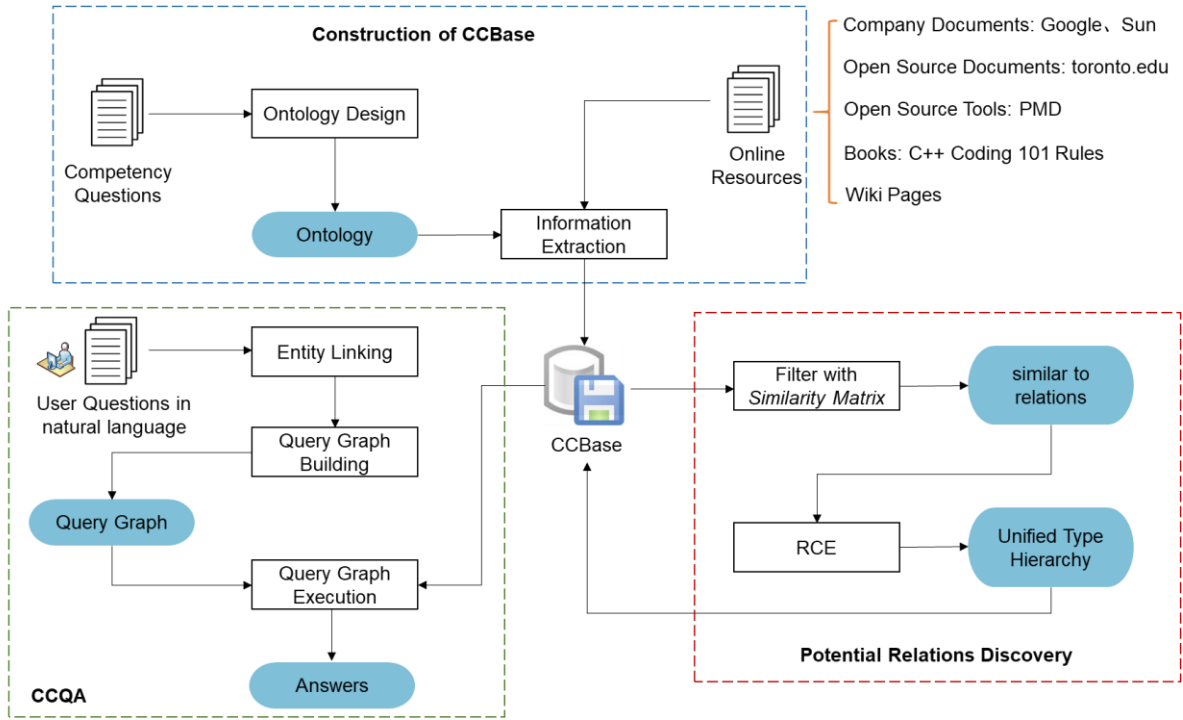 Construction of CCBase
Company Documents: Google、Sun
Open Source Documents: toronto.edu
Open Source Tools: PMD
Books: C++ Coding 101 Rules
Wiki Pages
Competency
Questions
Ontology Design
Ontology
Information
Extraction
Online
Resources
User Questions in
natural language
Entity Linking
Query Graph
Building
Query Graph
Query Graph
Execution
Answers
CCQA
CCBase
Filter with
Similarity Matrix
similar to
relations
RCE
Unified Type
Hierarchy
Potential Relations Discovery